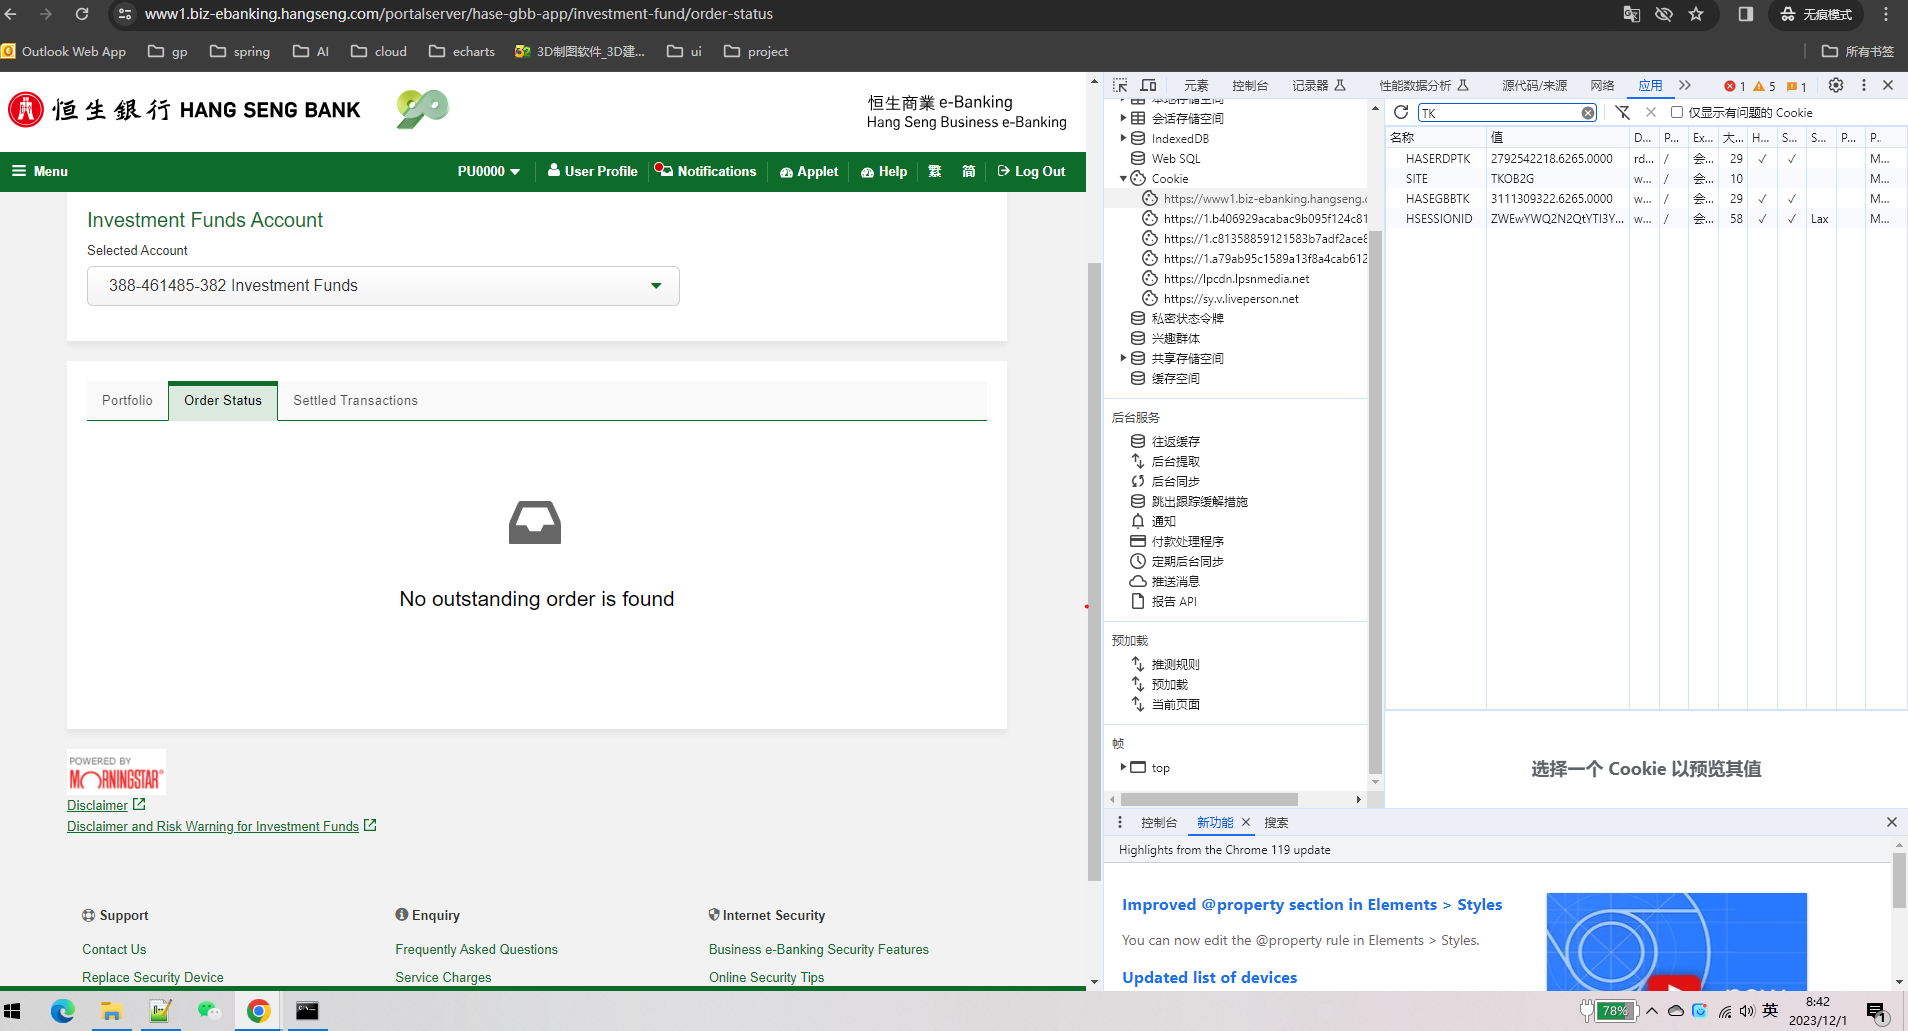 www1.biz-ebanking.hangseng.com/portalserver/hase-gbb-app/investment-fund/order-status
无痕模式
Outlook Web App
gp
spring
AI
cloud
echarts
3D制图软件_3D建...
ui
project
所有书签
恒生銀行 HANG SENG BANK
90
恒生商業 e-Banking
Hang Seng Business e-Banking
Menu
PU0000
User Profile
Notifications
Applet
Help
繁
简
Log Out
Investment Funds Account
Selected Account
388-461485-382 Investment Funds
Portfolio
Order Status
Settled Transactions
No outstanding order is found
POWERED BY
MORNINGSTAR
Disclaimer
Disclaimer and Risk Warning for Investment Funds
Support
Contact Us
Replace Security Device
Enquiry
Frequently Asked Questions
Service Charges
Internet Security
Business e-Banking Security Features
Online Security Tips
元素
控制台
记录器
性能数据分析
源代码/来源
网络
应用
1
5
1
本地存储空间
会话存储空间
IndexedDB
Web SQL
Cookie
https://www1.biz-ebanking.hangseng.c
https://1.b406929acabac9b095f124c81
https://1.c81358859121583b7adf2ace8
https://1.a79ab95c1589a13f8a4cab612
https://lpcdn.lpsnmedia.net
https://sy.v.liveperson.net
私密状态令牌
兴趣群体
共享存储空间
缓存空间
后台服务
往返缓存
后台提取
后台同步
跳出跟踪缓解措施
通知
付款处理程序
定期后台同步
推送消息
报告 API
预加载
推测规则
预加载
当前页面
帧
top
TK
仅显示有问题的 Cookie
名称 值 D... P... Ex... 大... H... S... S... P... P..
HASERDPTK 2792542218.6265.0000 rd... / 会... 29 ✓ ✓ M...
SITE TKOB2G w... / 会... 10 M...
HASEGBBTK 3111309322.6265.0000 w... / 会... 29 ✓ ✓ M...
HSESSIONID ZWEwYWQ2N2QtYTI3Y... w... / 会... 58 ✓ ✓ Lax M...
选择一个 Cookie 以预览其值
控制台
新功能
搜索
Highlights from the Chrome 119 update
Improved @property section in Elements > Styles
You can now edit the @property rule in Elements > Styles.
Updated list of devices
new
78%
英
8:42
2023/12/1
1